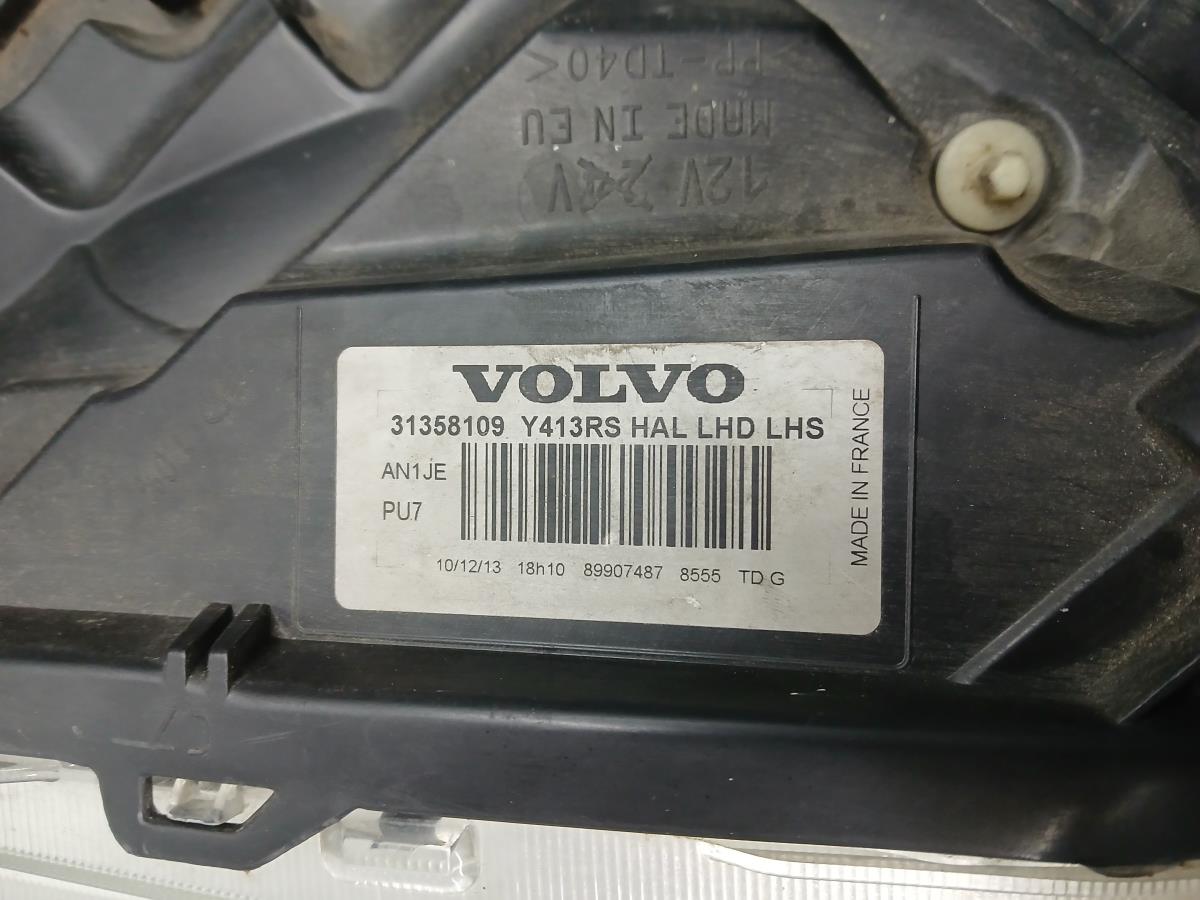 >PP-TD40<
MADE IN EU
12V 24V
VOLVO
31358109 Y413RS HAL LHD LHS
AN1JE
PU7
10/12/13 18h10 89907487 8555 TD G
MADE IN FRANCE